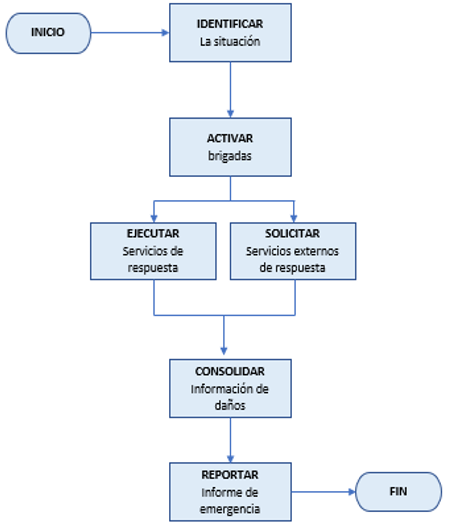 INICIO
IDENTIFICAR
La situación
ACTIVAR
brigadas
EJECUTAR
Servicios de
respuesta
SOLICITAR
Servicios externos
de respuesta
CONSOLIDAR
Información de
daños
REPORTAR
Informe de
emergencia
FIN